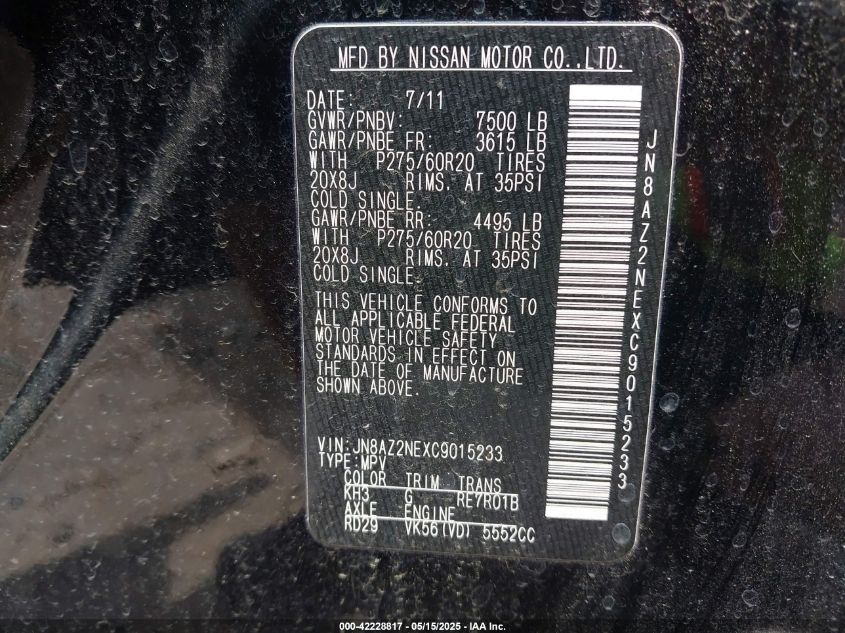 MFD BY NISSAN MOTOR CO.,LTD.
DATE: 7/11
GVWR/PNBV: 7500 LB
GAWR/PNBE FR: 3615 LB
WITH P275/60R20 TIRES
20X8J RIMS. AT 35PSI
COLD SINGLE.
GAWR/PNBE RR: 4495 LB
WITH P275/60R20 TIRES
20X8J RIMS. AT 35PSI
COLD SINGLE.
THIS VEHICLE CONFORMS TO
ALL APPLICABLE FEDERAL
MOTOR VEHICLE SAFETY
STANDARDS IN EFFECT ON
THE DATE OF MANUFACTURE
SHOWN ABOVE.
VIN:JN8AZ2NEXC9015233
TYPE:MPV
COLOR TRIM TRANS
KH3 G RE7R01B
AXLE ENGINE
RD29 VK56(VD) 5552CC
JN8AZ2NEXC9015233
000-42228817 - 05/15/2025 - IAA Inc.